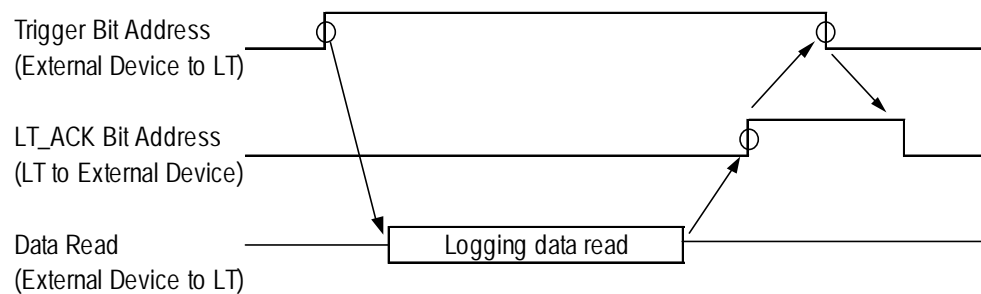 Trigger Bit Address
(External Device to LT)
LT_ACK Bit Address
(LT to External Device)
Data Read
(External Device to LT)
Logging data read